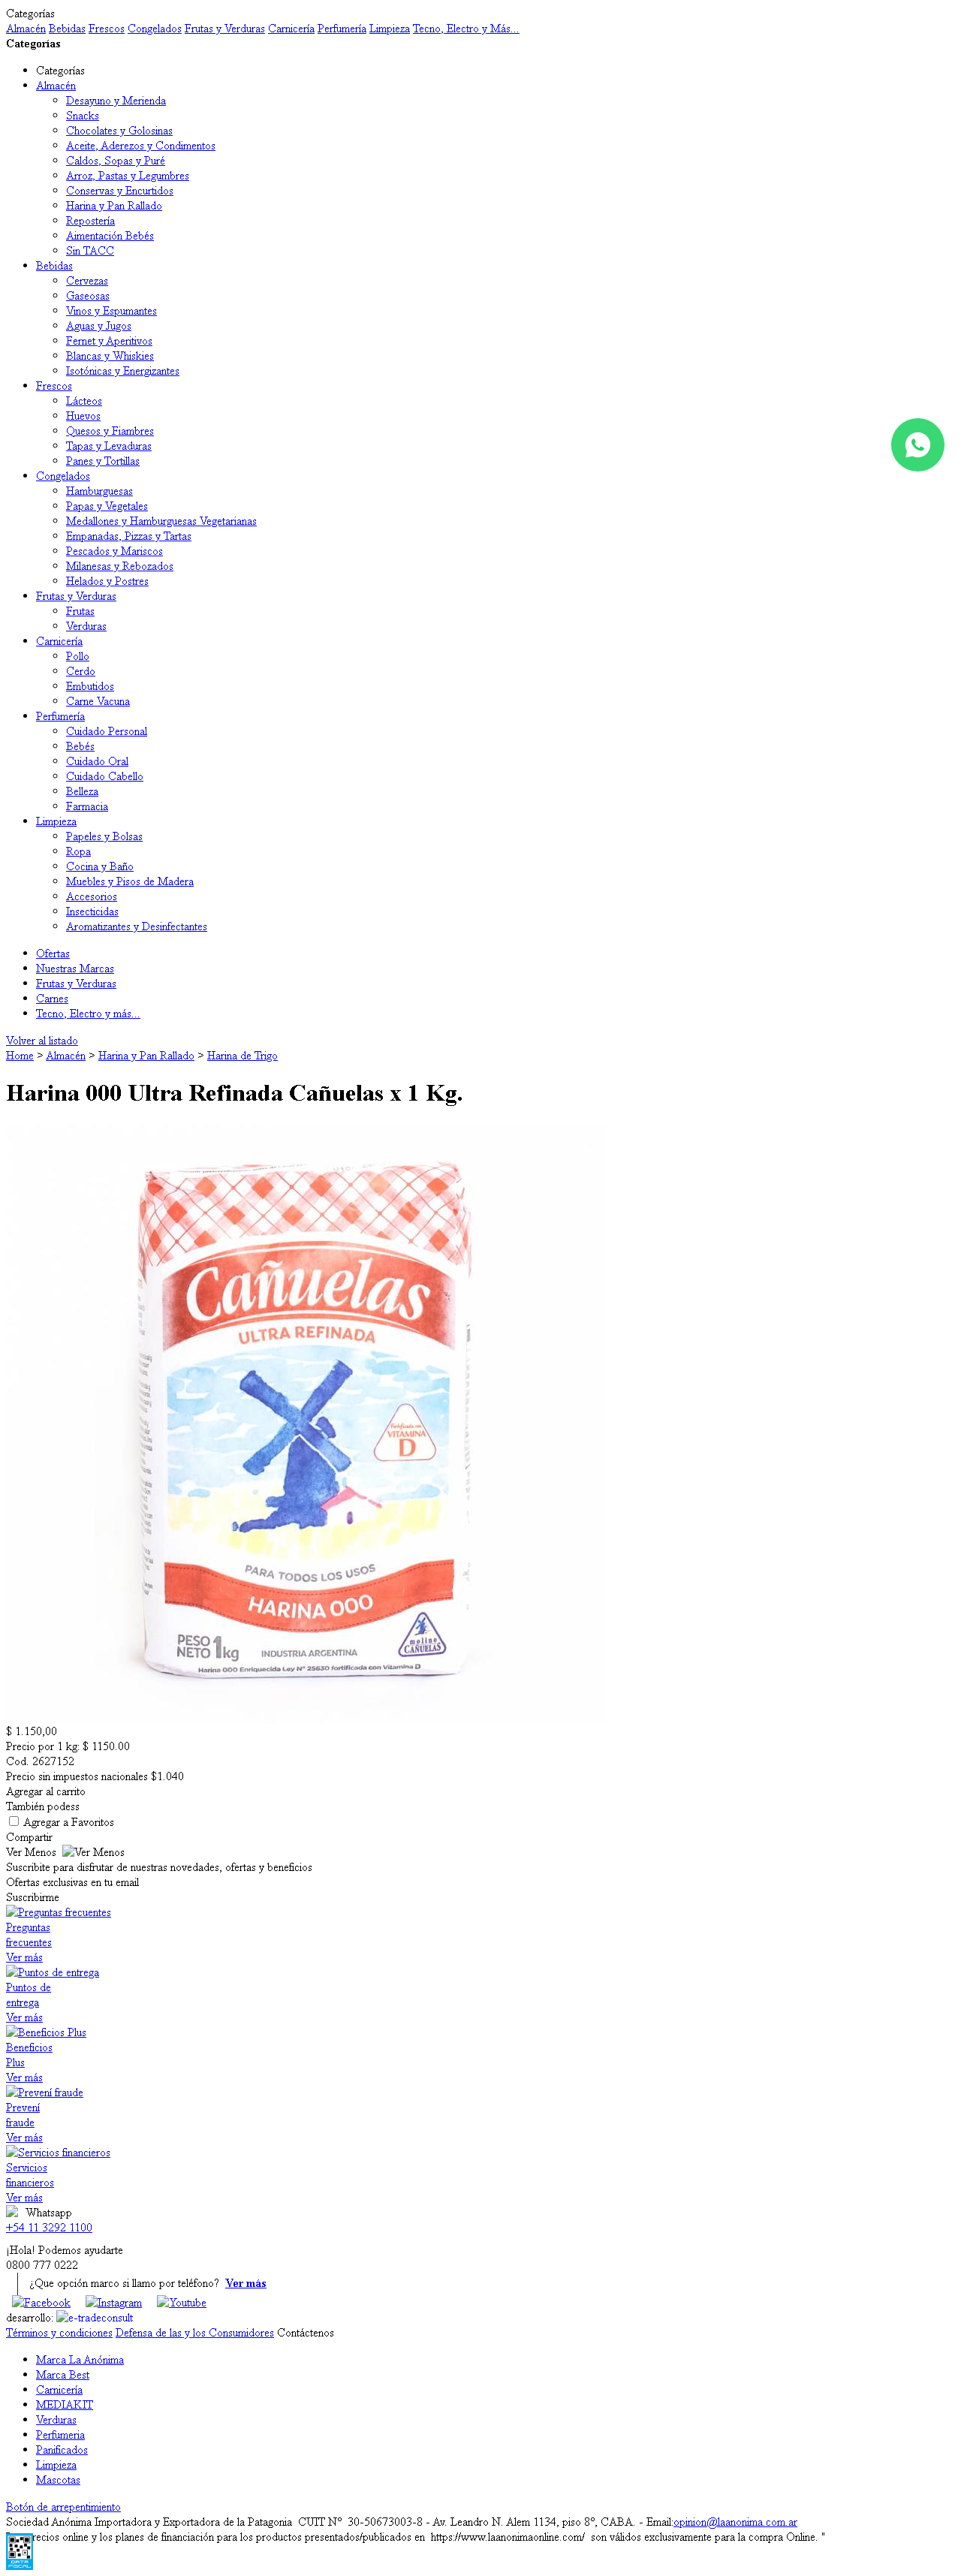 Categorías
Almacén Bebidas Frescos Congelados Frutas y Verduras Carnicería Perfumería Limpieza Tecno, Electro y Más...
Categorías
Categorías
Almacén
Desayuno y Merienda
Snacks
Chocolates y Golosinas
Aceite, Aderezos y Condimentos
Caldos, Sopas y Puré
Arroz, Pastas y Legumbres
Conservas y Encurtidos
Harina y Pan Rallado
Repostería
Aimentación Bebés
Sin TACC
Bebidas
Cervezas
Gaseosas
Vinos y Espumantes
Aguas y Jugos
Fernet y Aperitivos
Blancas y Whiskies
Isotónicas y Energizantes
Frescos
Lácteos
Huevos
Quesos y Fiambres
Tapas y Levaduras
Panes y Tortillas
Congelados
Hamburguesas
Papas y Vegetales
Medallones y Hamburguesas Vegetarianas
Empanadas, Pizzas y Tartas
Pescados y Mariscos
Milanesas y Rebozados
Helados y Postres
Frutas y Verduras
Frutas
Verduras
Carnicería
Pollo
Cerdo
Embutidos
Carne Vacuna
Perfumería
Cuidado Personal
Bebés
Cuidado Oral
Cuidado Cabello
Belleza
Farmacia
Limpieza
Papeles y Bolsas
Ropa
Cocina y Baño
Muebles y Pisos de Madera
Accesorios
Insecticidas
Aromatizantes y Desinfectantes
Ofertas
Nuestras Marcas
Frutas y Verduras
Carnes
Tecno, Electro y más...
Volver al listado
Home > Almacén > Harina y Pan Rallado > Harina de Trigo
Harina 000 Ultra Refinada Cañuelas x 1 Kg.
Cañuelas
ULTRA REFINADA
Fortificada con
VITAMINA
D
PARA TODOS LOS USOS
HARINA 000
PESO
NETO 1kg
INDUSTRIA ARGENTINA
molino
CAÑUELAS
Harina 000 Enriquecida Ley N° 25630 fortificada con Vitamina D
$ 1.150,00
Precio por 1 kg: $ 1150.00
Cod. 2627152
Precio sin impuestos nacionales $1.040
Agregar al carrito
También podess
Agregar a Favoritos
Compartir
Ver Menos Ver Menos
Suscribite para disfrutar de nuestras novedades, ofertas y beneficios
Ofertas exclusivas en tu email
Suscribirme
Preguntas frecuentes
Preguntas
frecuentes
Ver más
Puntos de entrega
Puntos de
entrega
Ver más
Beneficios Plus
Beneficios
Plus
Ver más
Prevení fraude
Prevení
fraude
Ver más
Servicios financieros
Servicios
financieros
Ver más
Whatsapp
+54 11 3292 1100
¡Hola! Podemos ayudarte
0800 777 0222
¿Que opción marco si llamo por teléfono? Ver más
Facebook Instagram Youtube
desarrollo: e-tradeconsult
Términos y condiciones Defensa de las y los Consumidores Contáctenos
Marca La Anónima
Marca Best
Carnicería
MEDIAKIT
Verduras
Perfumeria
Panificados
Limpieza
Mascotas
Botón de arrepentimiento
Sociedad Anónima Importadora y Exportadora de la Patagonia CUIT Nº 30-50673003-8 - Av. Leandro N. Alem 1134, piso 8º, CABA. - Email:opinion@laanonima.com.ar
recios online y los planes de financiación para los productos presentados/publicados en https://www.laanonimaonline.com/ son válidos exclusivamente para la compra Online. "
DATA FISCAL